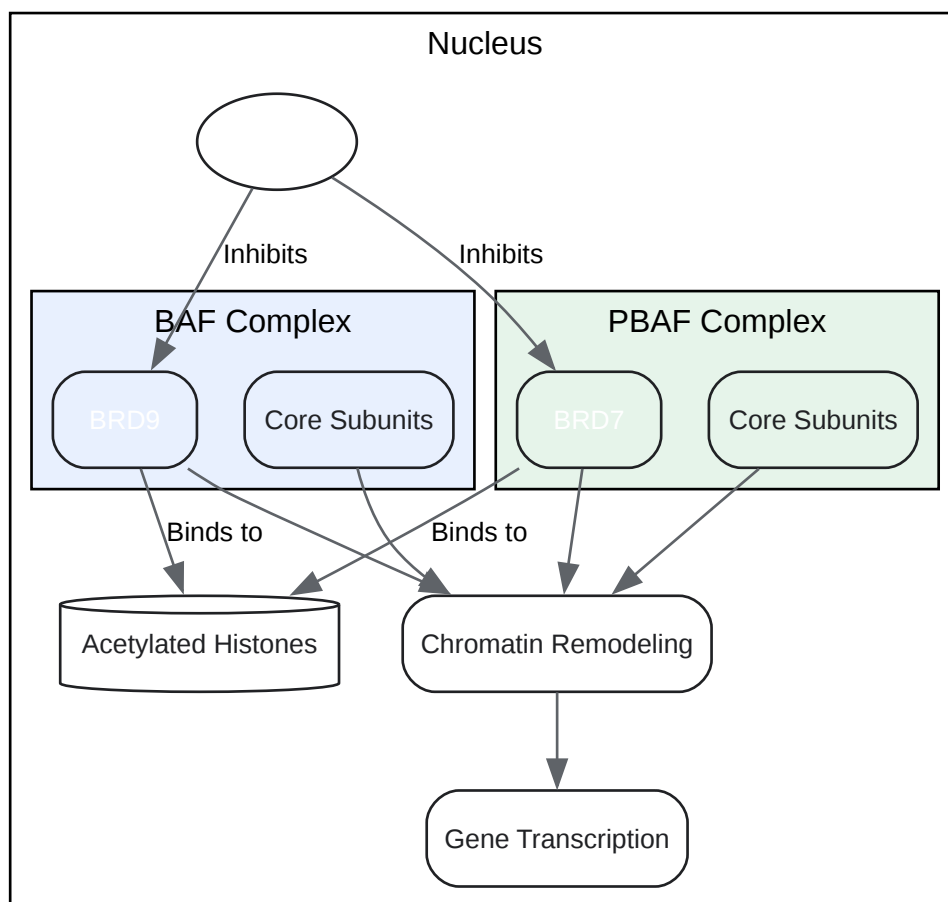 Nucleus
Inhibits
Inhibits
BAF Complex
PBAF Complex
BRD9
Core Subunits
BRD7
Core Subunits
Binds to
Binds to
Acetylated Histones
Chromatin Remodeling
Gene Transcription